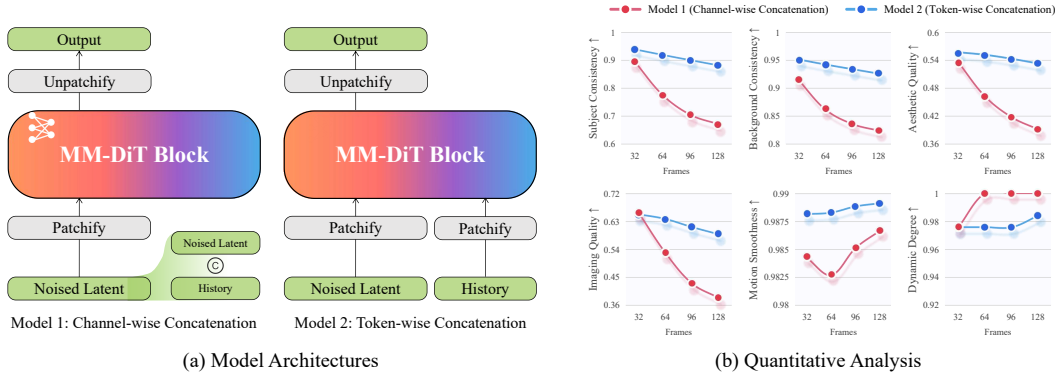 Output
Unpatchify
MM-DiT Block
Patchify
Noised Latent
Noised Latent
C
History
Model 1: Channel-wise Concatenation
Output
Unpatchify
MM-DiT Block
Patchify
Patchify
Noised Latent
History
Model 2: Token-wise Concatenation
(a) Model Architectures
Model 1 (Channel-wise Concatenation)
Model 2 (Token-wise Concatenation)
Subject Consistency ↑
1
0.9
0.8
0.7
0.6
32 64 96 128
Frames
Background Consistency ↑
1
0.95
0.9
0.85
0.8
32 64 96 128
Frames
Aesthetic Quality ↑
0.6
0.54
0.48
0.42
0.36
32 64 96 128
Frames
Imaging Quality ↑
0.72
0.63
0.54
0.45
0.36
32 64 96 128
Frames
Motion Smoothness ↑
0.99
0.9875
0.985
0.9825
0.98
32 64 96 128
Frames
Dynamic Degree ↑
1
0.98
0.96
0.94
0.92
32 64 96 128
Frames
(b) Quantitative Analysis